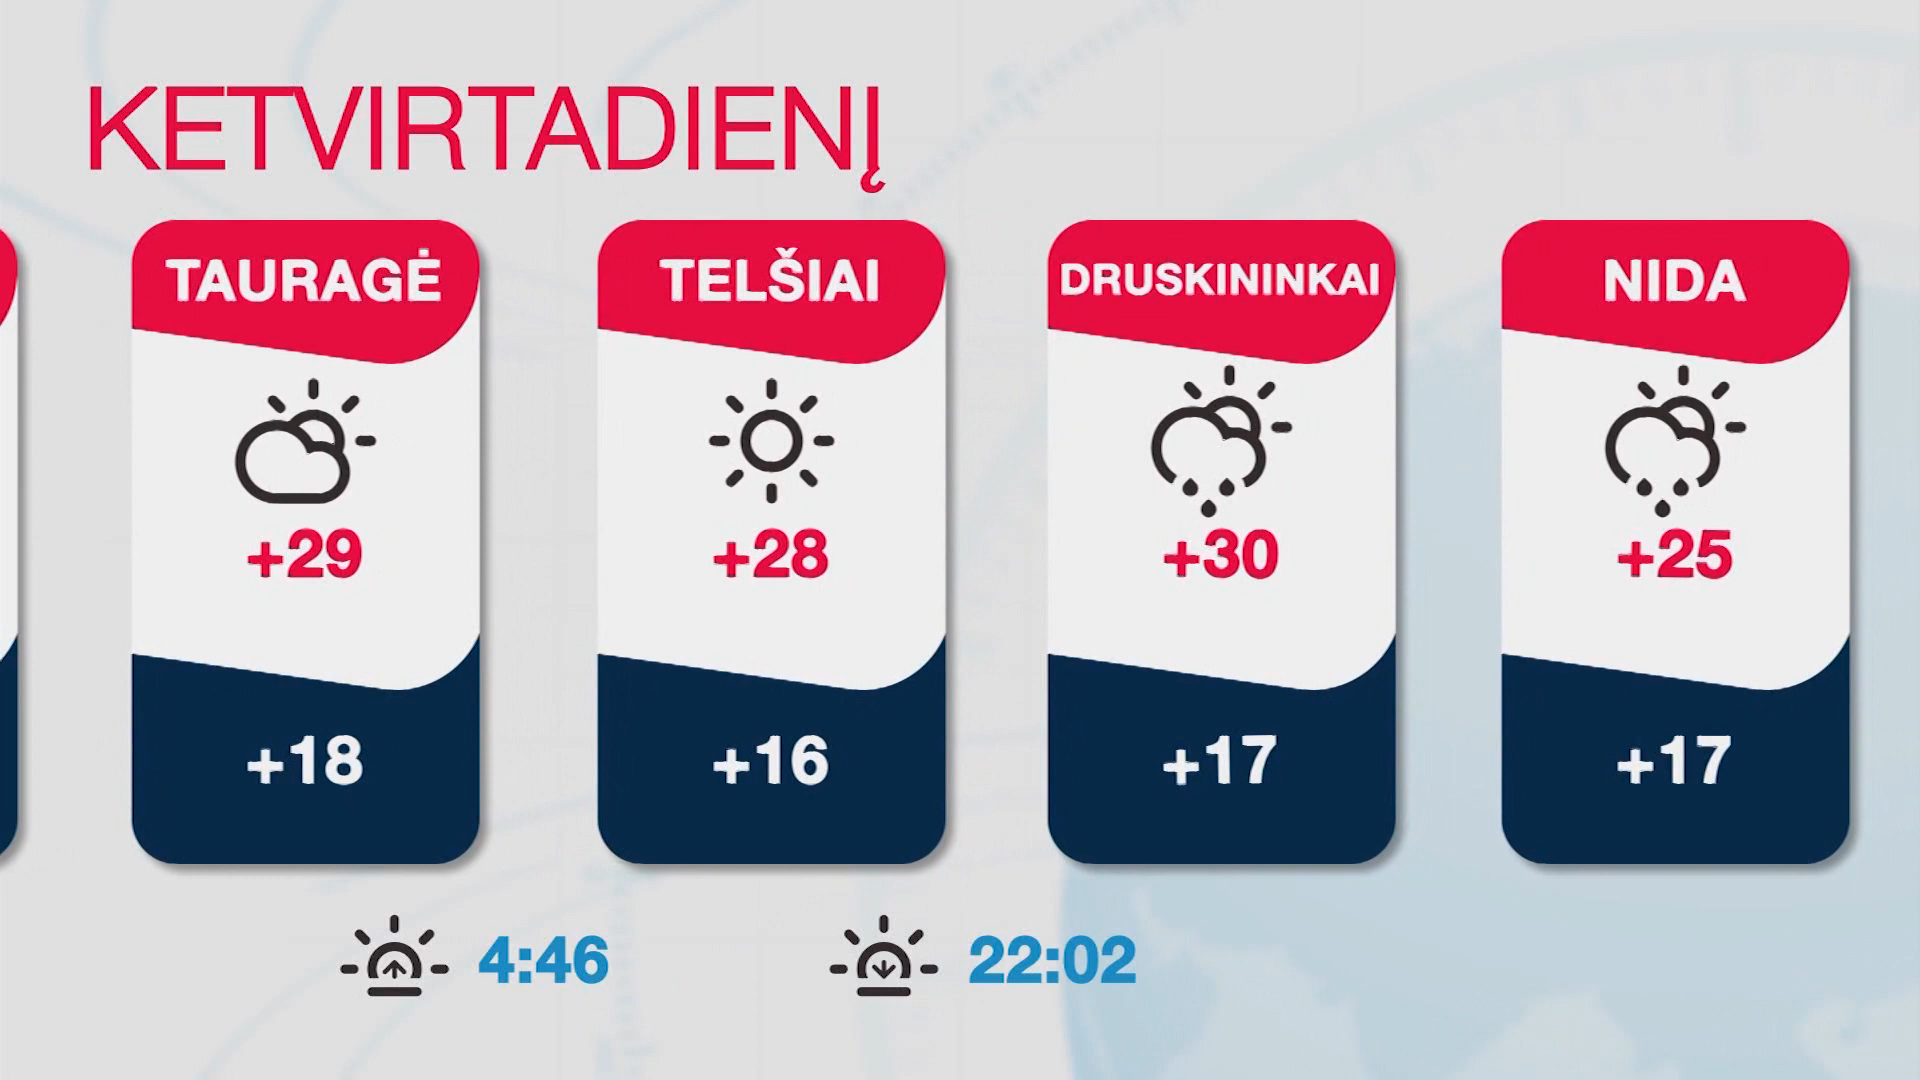 KETVIRTADIENĮ
TAURAGĖ
+29
+18
TELŠIAI
+28
+16
DRUSKININKAI
+30
+17
NIDA
+25
+17
4:46
22:02